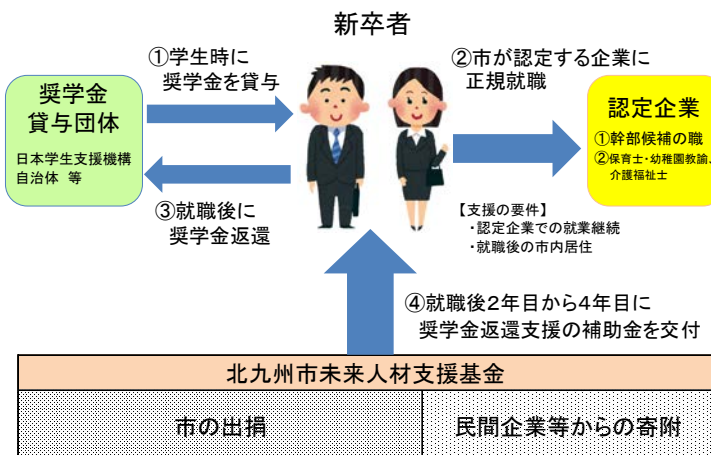 新卒者
①学生時に
奨学金を貸与
②市が認定する企業に
正規就職
奨学金
貸与団体
日本学生支援機構
自治体 等
認定企業
①幹部候補の職
②保育士・幼稚園教諭、
介護福祉士
③就職後に
奨学金返還
【支援の要件】
・認定企業での就業継続
・就職後の市内居住
④就職後2年目から4年目に
奨学金返還支援の補助金を交付
北九州市未来人材支援基金
市の出捐
民間企業等からの寄附